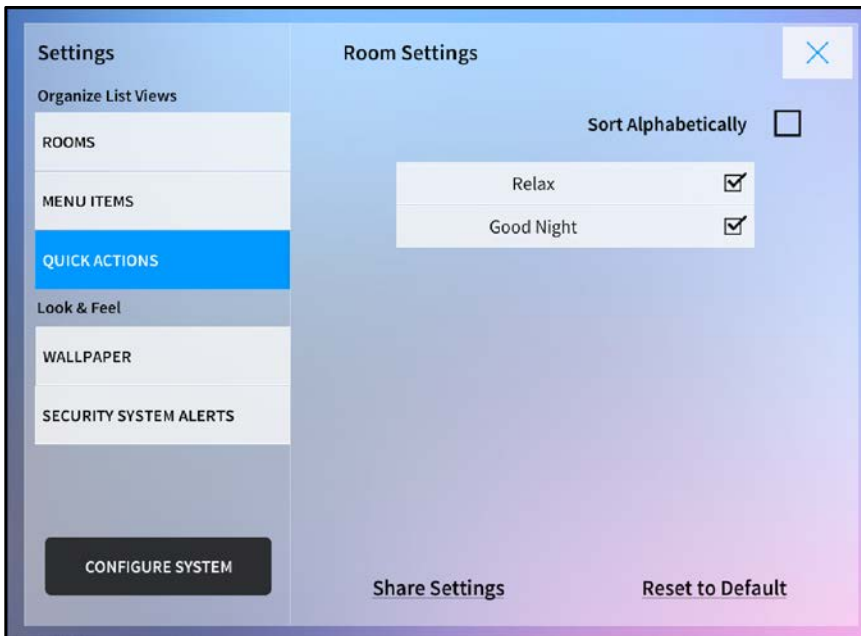 Settings
Organize List Views
ROOMS
MENU ITEMS
QUICK ACTIONS
Look & Feel
WALLPAPER
SECURITY SYSTEM ALERTS
CONFIGURE SYSTEM
Room Settings
Sort Alphabetically
Relax
Good Night
Share Settings
Reset to Default